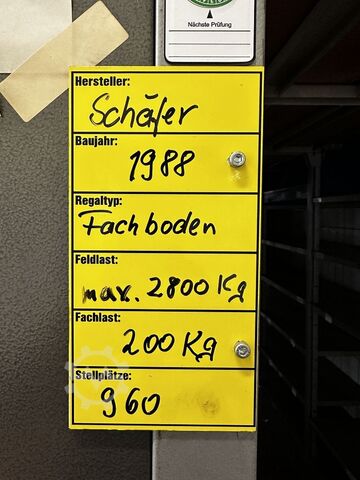 Nächste Prüfung
Hersteller:
Schäfer
Baujahr:
1988
Regaltyp:
Fachboden
Feldlast:
max. 2800 Kg
Fachlast:
200 Kg
Stellplätze:
960